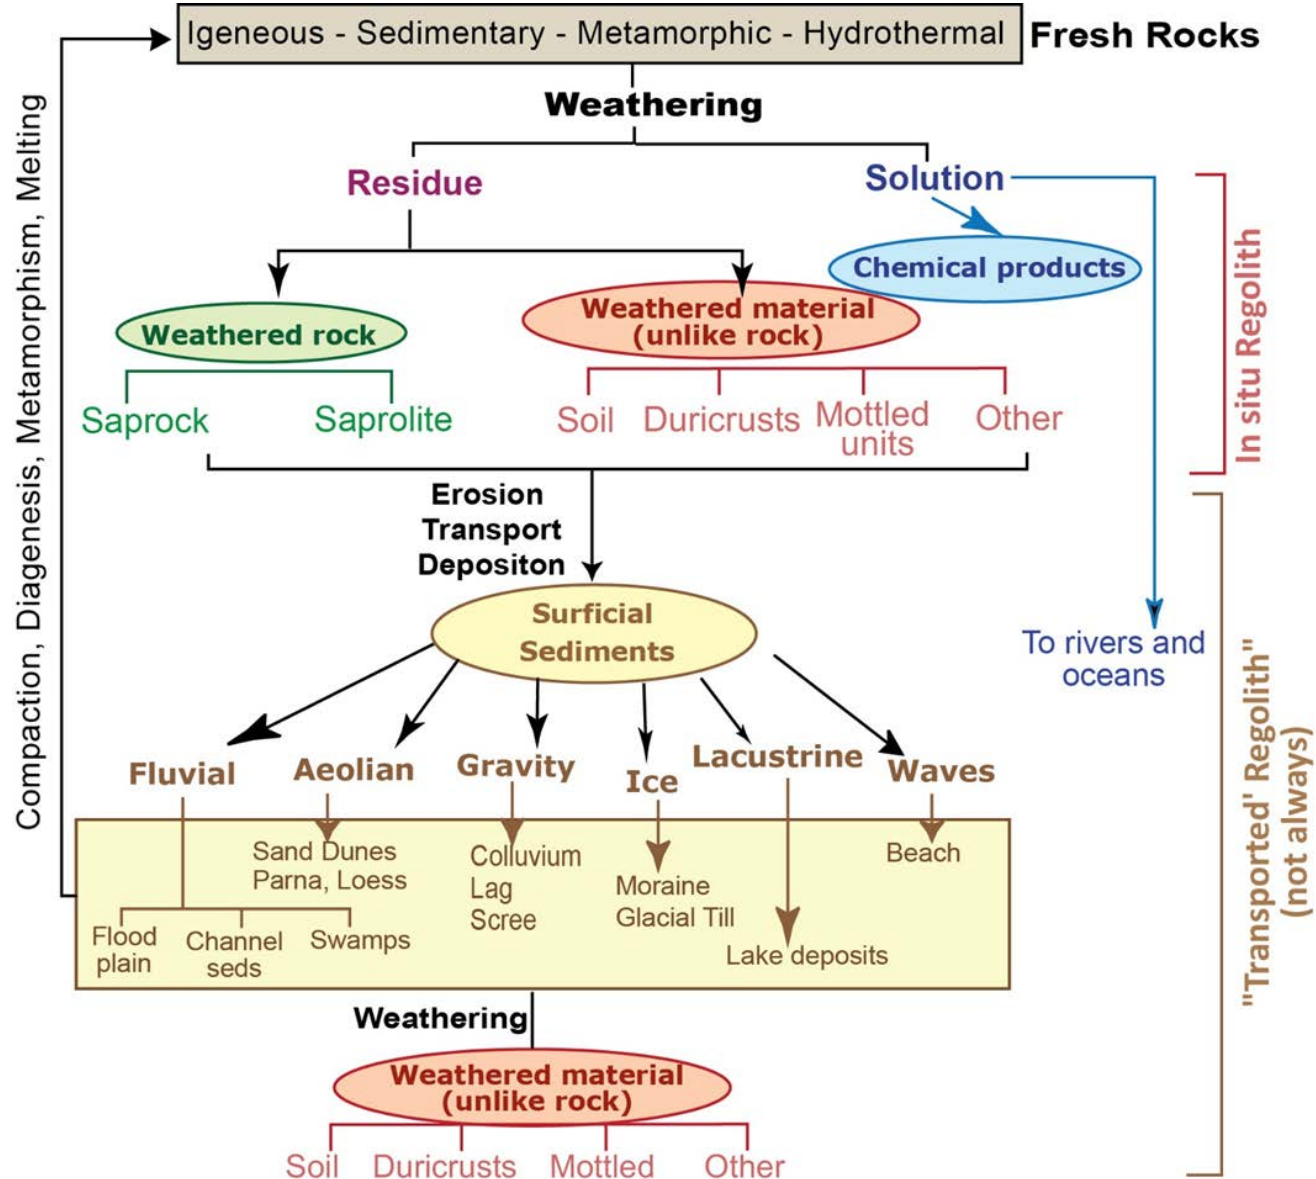 Igeneous - Sedimentary - Metamorphic - Hydrothermal
Fresh Rocks
Weathering
Residue
Solution
Chemical products
Weathered rock
Weathered material
(unlike rock)
Saprock
Saprolite
Soil
Duricrusts
Mottled
units
Other
In situ Regolith
Erosion
Transport
Depositon
Surficial
Sediments
To rivers and
oceans
Fluvial
Aeolian
Gravity
Ice
Lacustrine
Waves
Sand Dunes
Parna, Loess
Colluvium
Lag
Scree
Moraine
Glacial Till
Beach
Flood
plain
Channel
seds
Swamps
Lake deposits
Weathering
Weathered material
(unlike rock)
Soil
Duricrusts
Mottled
Other
"Transported' Regolith"
(not always)
Compaction, Diagenesis, Metamorphism, Melting